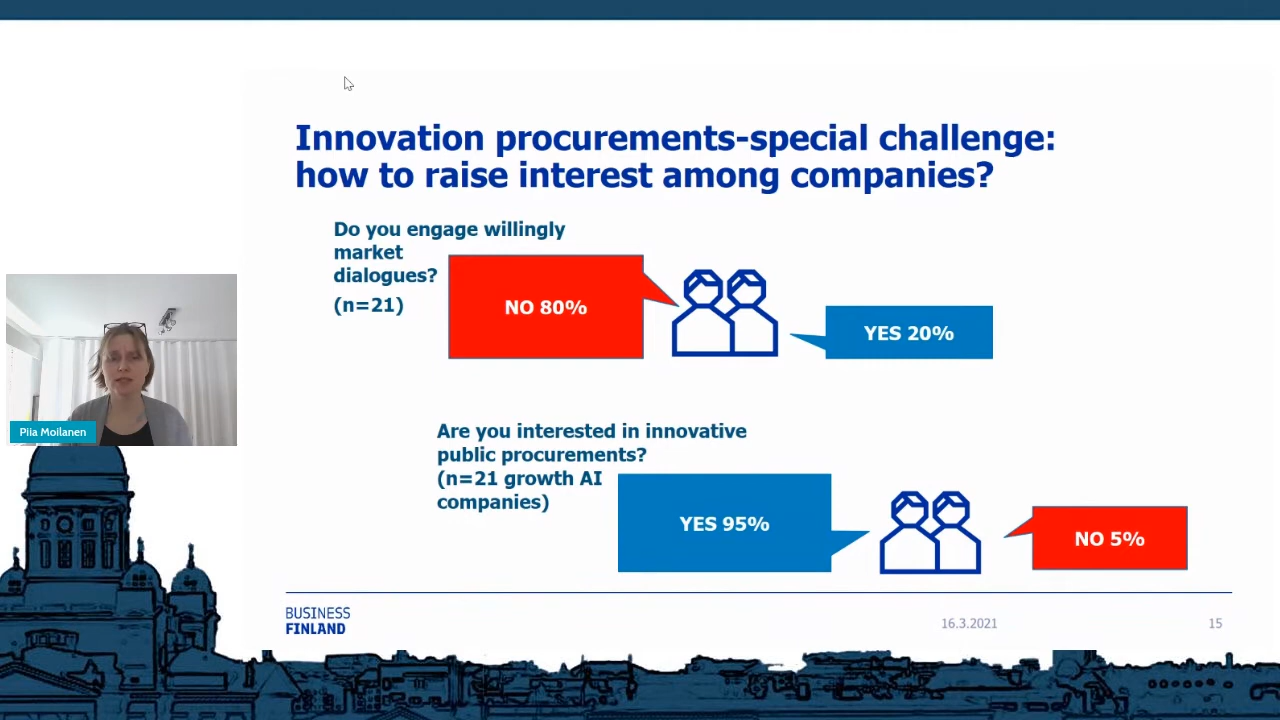 Innovation procurements-special challenge:
how to raise interest among companies?
Do you engage willingly
market
dialogues?
(n=21)
NO 80%
YES 20%
Are you interested in innovative
public procurements?
(n=21 growth AI
companies)
YES 95%
NO 5%
Piia Moilanen
BUSINESS
FINLAND
16.3.2021
15